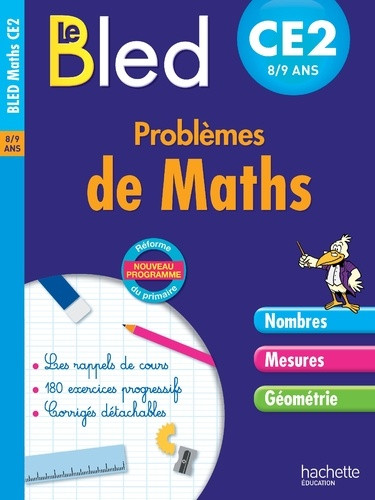 BLED Maths CE2
8/9
ANS
Le
Bled
CE2
8/9 ANS
Problèmes
de Maths
Réforme
NOUVEAU
PROGRAMME
du primaire
Nombres
Mesures
Géométrie
• Les rappels de cours
• 180 exercices progressifs
• Corrigés détachables
hachette
ÉDUCATION